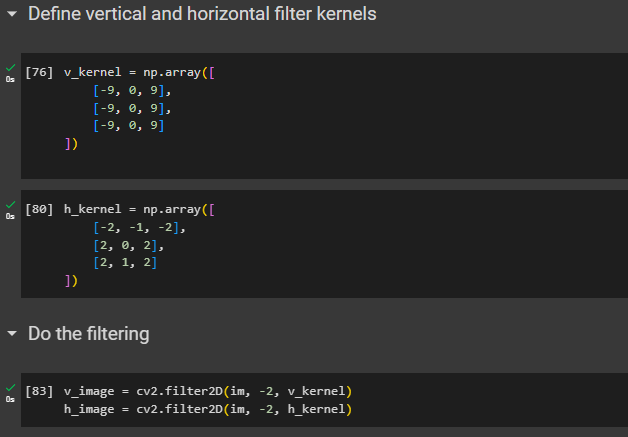 Define vertical and horizontal filter kernels
[76] v_kernel = np.array([
[-9, 0, 9],
[-9, 0, 9],
[-9, 0, 9]
])
0s
[80] h_kernel = np.array([
[-2, -1, -2],
[2, 0, 2],
[2, 1, 2]
])
0s
Do the filtering
[83] v_image = cv2.filter2D(im, -2, v_kernel)
0s
h_image = cv2.filter2D(im, -2, h_kernel)